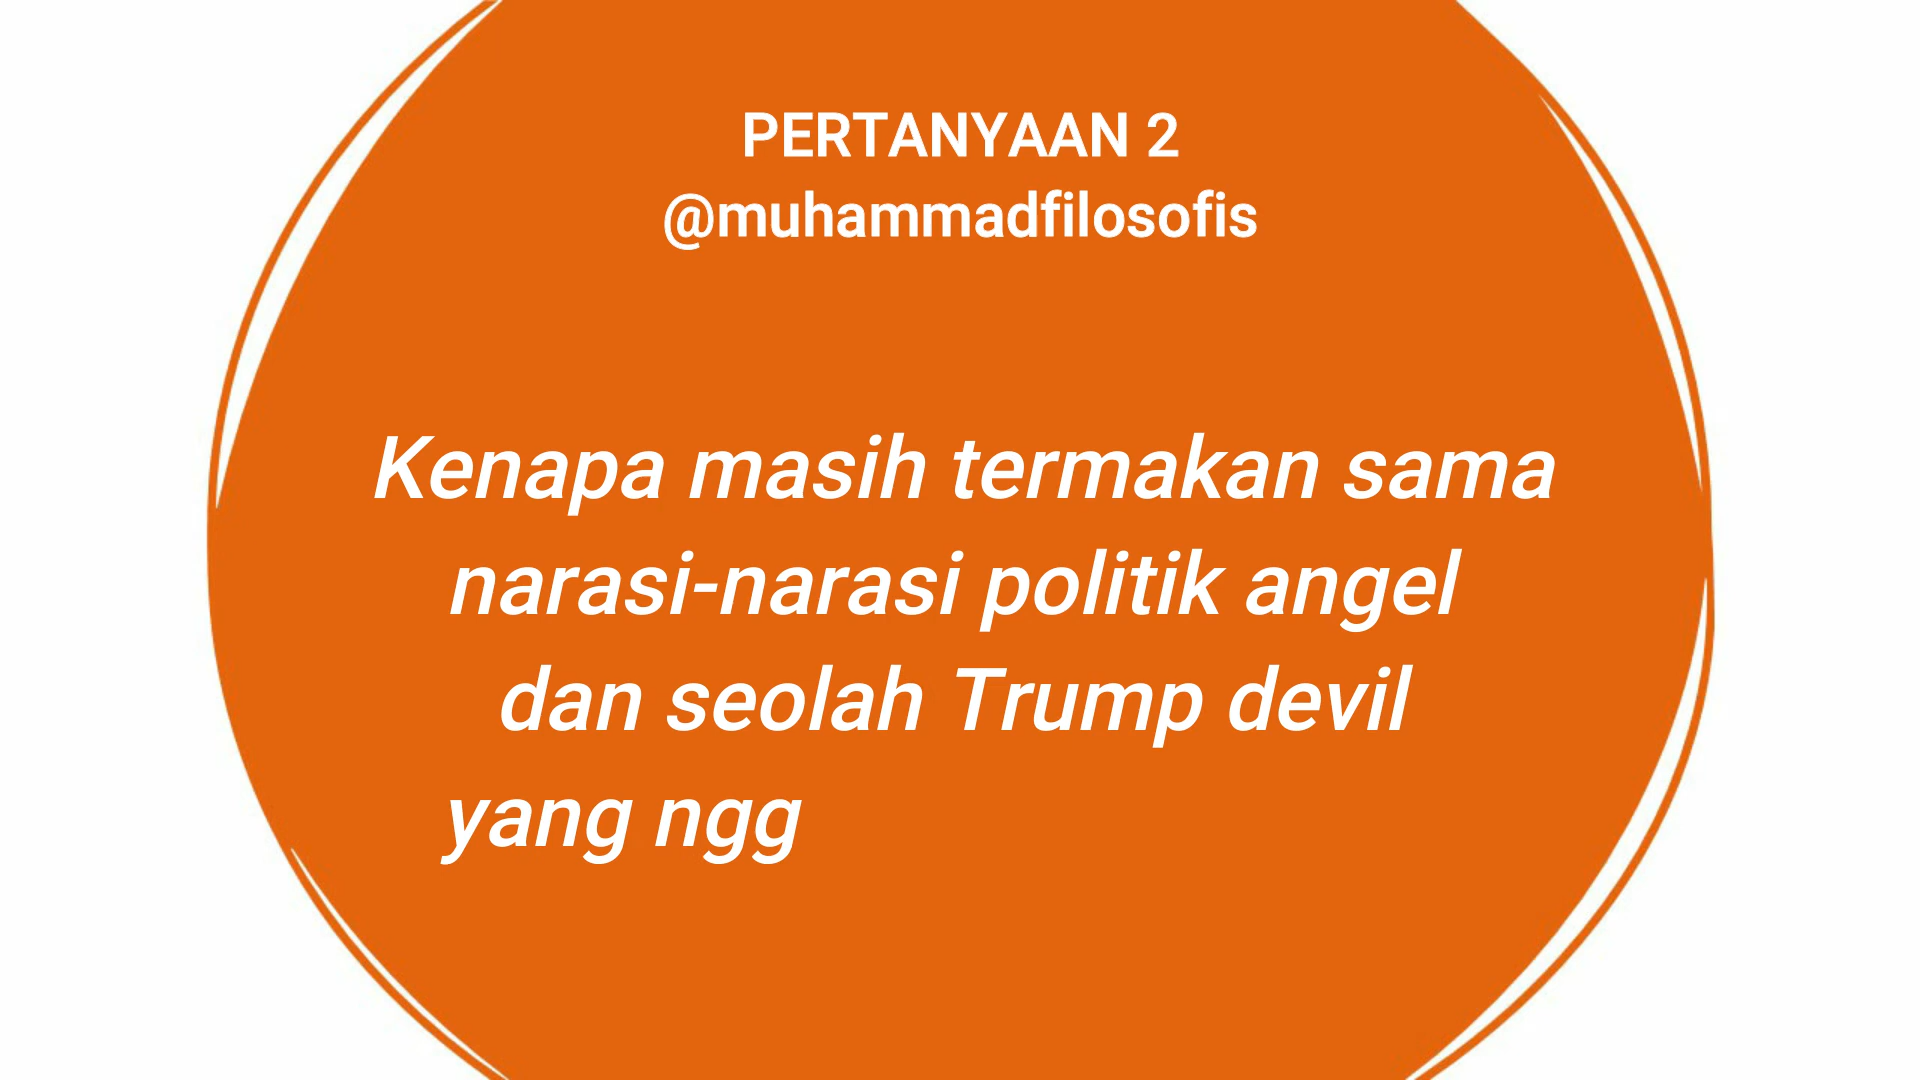 PERTANYAAN 2
@muhammadfilosofis
Kenapa masih termakan sama
narasi-narasi politik angel
dan seolah Trump devil
yang ngg